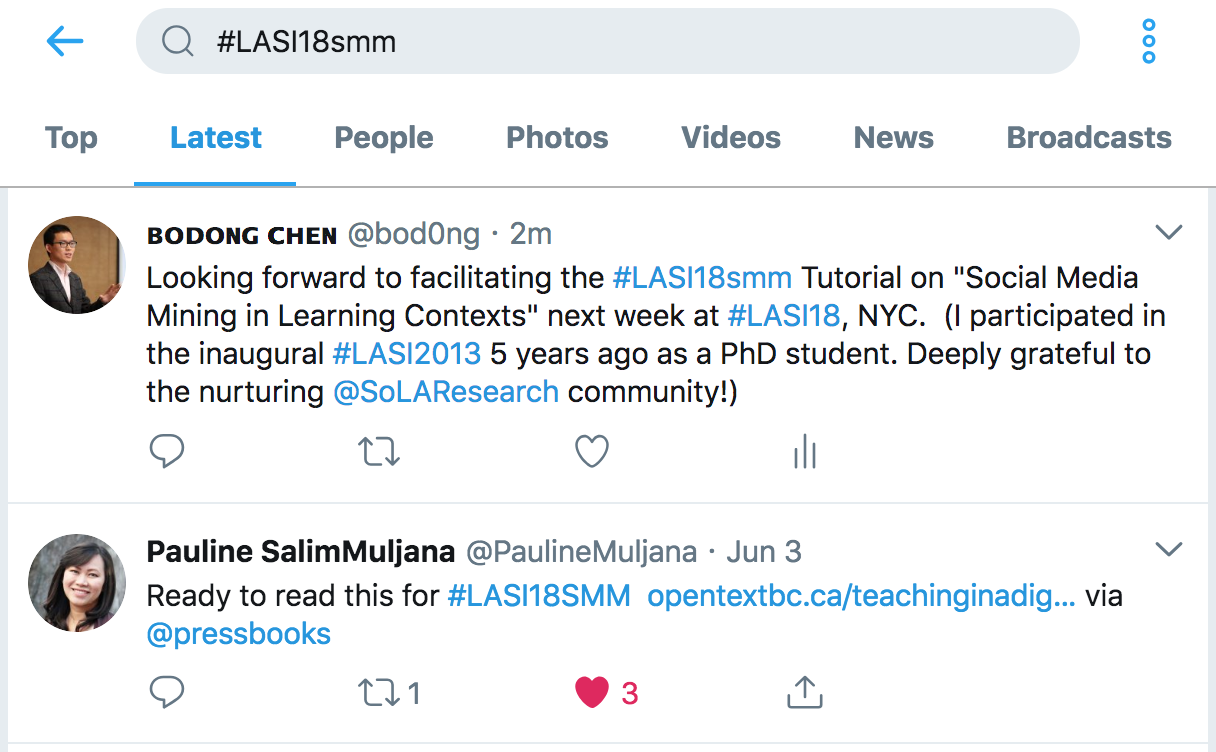 #LASI18smm
Top Latest People Photos Videos News Broadcasts
BODONG CHEN @bod0ng · 2m
Looking forward to facilitating the #LASI18smm Tutorial on "Social Media
Mining in Learning Contexts" next week at #LASI18, NYC.  (I participated in
the inaugural #LASI2013 5 years ago as a PhD student. Deeply grateful to
the nurturing @SoLAResearch community!)
Pauline SalimMuljana @PaulineMuljana · Jun 3
Ready to read this for #LASI18SMM  opentextbc.ca/teachinginadig... via
@pressbooks
1 3